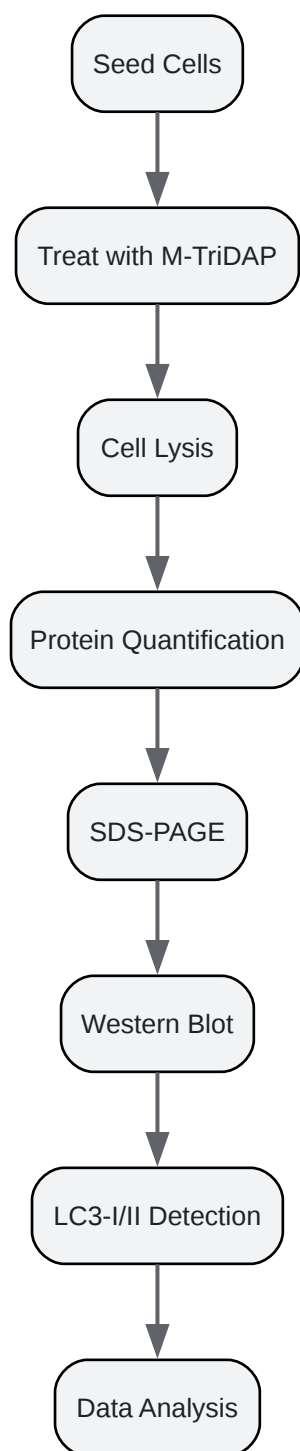 Seed Cells
Treat with M-TriDAP
Cell Lysis
Protein Quantification
SDS-PAGE
Western Blot
LC3-I/II Detection
Data Analysis